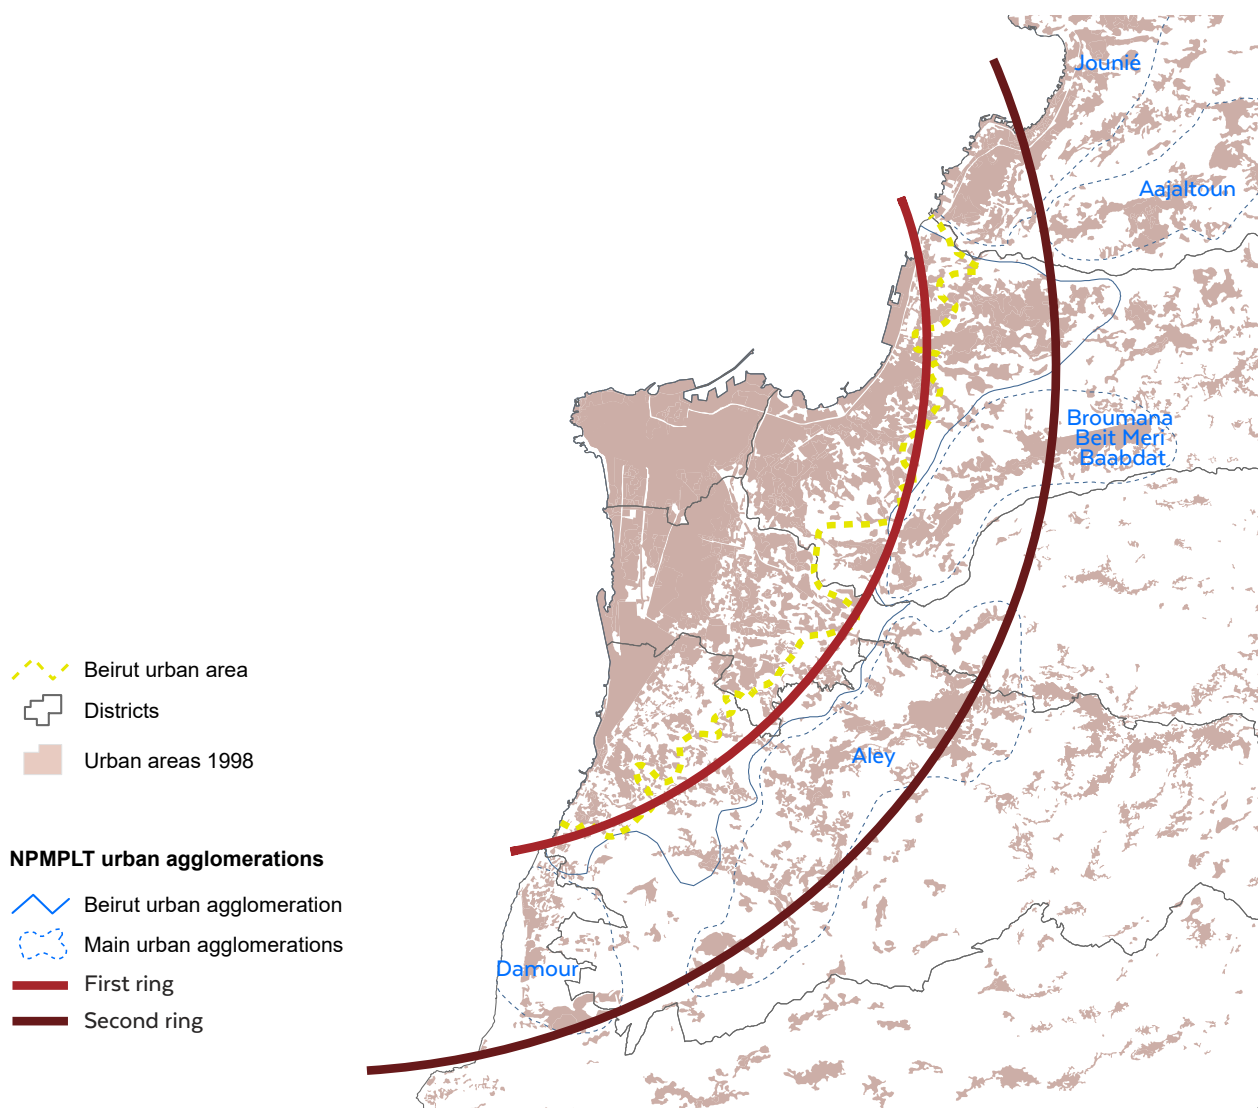 Jounié
Aajaltoun
Broumana
Beit Meri
Baabdat
Aley
Damour
Beirut urban area
Districts
Urban areas 1998
NPMPLT urban agglomerations
Beirut urban agglomeration
Main urban agglomerations
First ring
Second ring